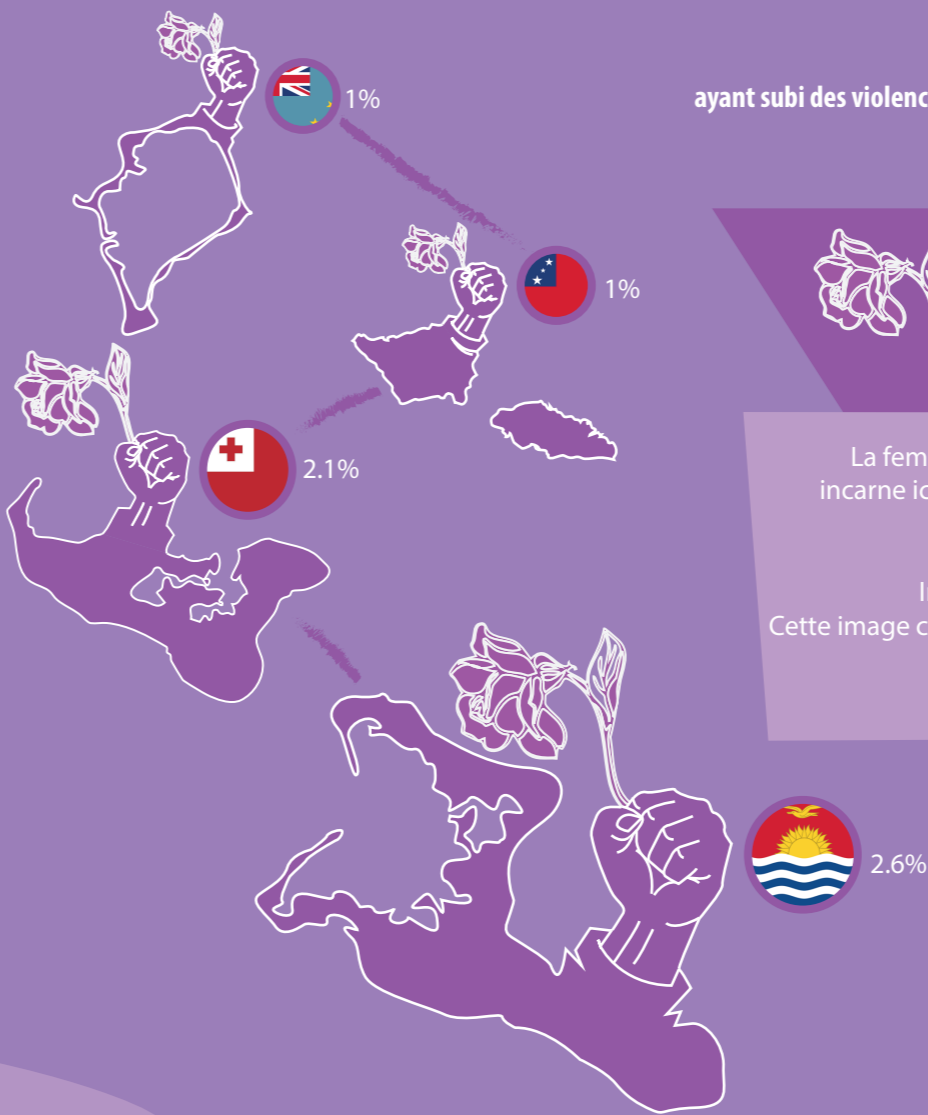 ayant subi des violenc
1%
1%
2.1%
La fem
incarne ic
I
Cette image c
2.6%